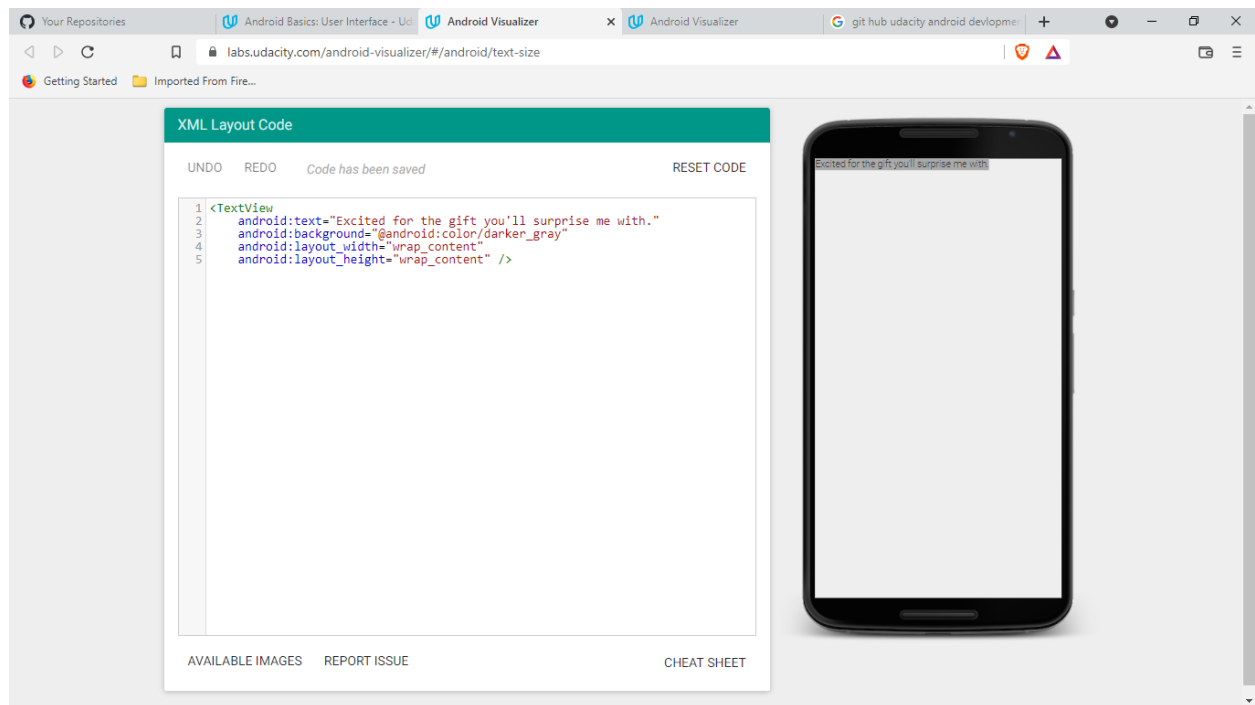 Your Repositories
Android Basics: User Interface - Ud
Android Visualizer
Android Visualizer
git hub udacity android devlopmer
labs.udacity.com/android-visualizer/#/android/text-size
Getting Started
Imported From Fire...
XML Layout Code
UNDO REDO Code has been saved RESET CODE
1 <TextView
2 android:text="Excited for the gift you'll surprise me with."
3 android:background="@android:color/darker_gray"
4 android:layout_width="wrap_content"
5 android:layout_height="wrap_content" />
AVAILABLE IMAGES REPORT ISSUE CHEAT SHEET
Excited for the gift you'll surprise me with.